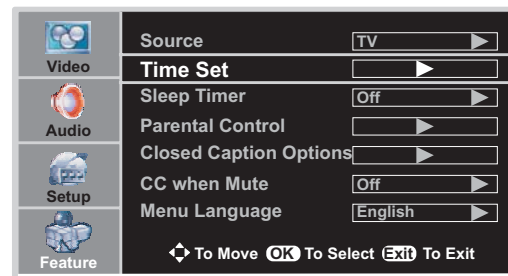 Video
Audio
Setup
Feature
Source TV
Time Set
Sleep Timer Off
Parental Control
Closed Caption Options
CC when Mute Off
Menu Language English
To Move OK To Select Exit To Exit